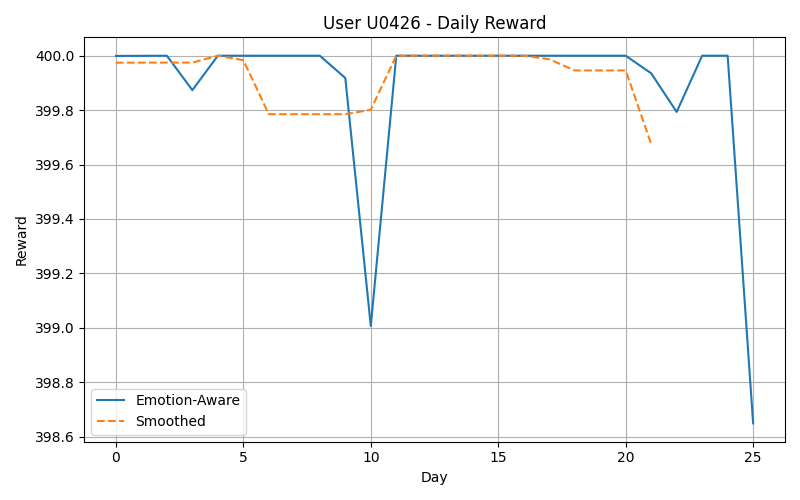 User U0426 - Daily Reward
Reward
400.0
399.8
399.6
399.4
399.2
399.0
398.8
398.6
Emotion-Aware
Smoothed
0 5 10 15 20 25
Day